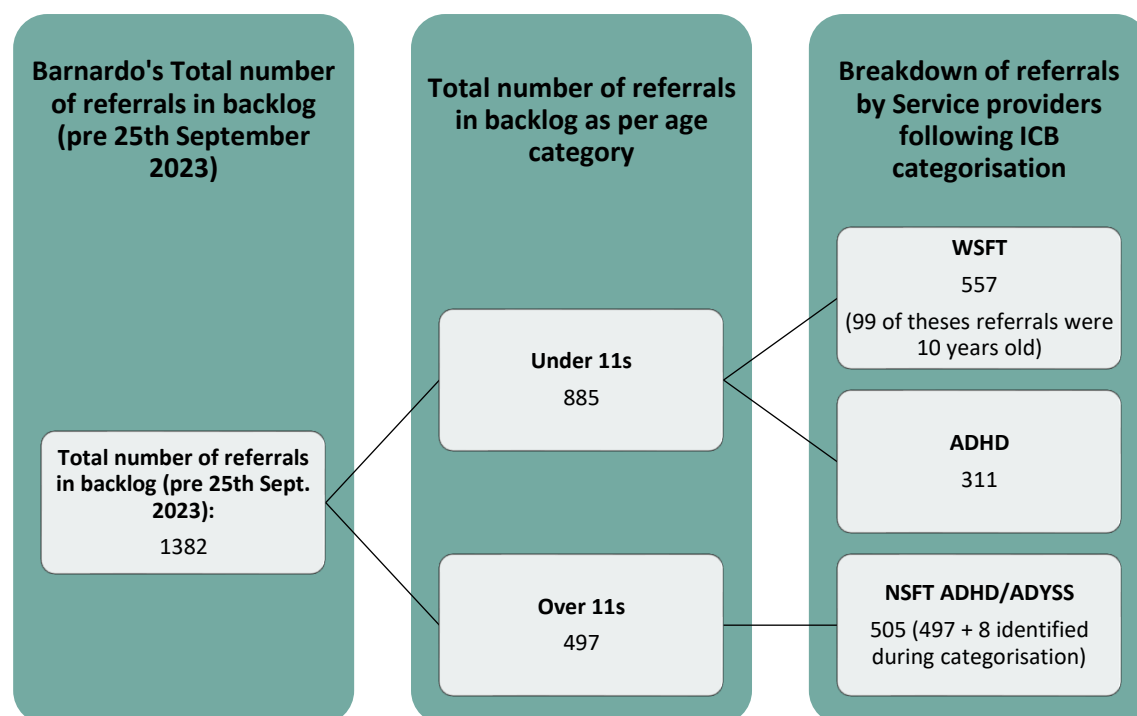 Barnardo's Total number
of referrals in backlog
(pre 25th September
2023)
Total number of referrals
in backlog (pre 25th Sept.
2023):
1382
Total number of referrals
in backlog as per age
category
Under 11s
885
Over 11s
497
Breakdown of referrals
by Service providers
following ICB
categorisation
WSFT
557
(99 of theses referrals were
10 years old)
ADHD
311
NSFT ADHD/ADYSS
505 (497 + 8 identified
during categorisation)